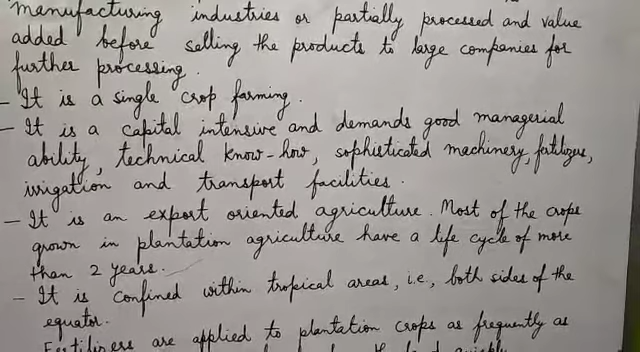 manufacturing industries or partially processed and value
added before selling the products to large companies for
further processing.
- It is a single crop farming.
- It is a capital intensive and demands good managerial
ability, technical know-how, sophisticated machinery, fertilizers,
irrigation and transport facilities.
- It is an export oriented agriculture. Most of the crops
grown in plantation agriculture have a life cycle of more
than 2 years.
- It is confined within tropical areas, i.e., both sides of the
equator.
Fertilizers are applied to plantation crops as frequently as
quickly